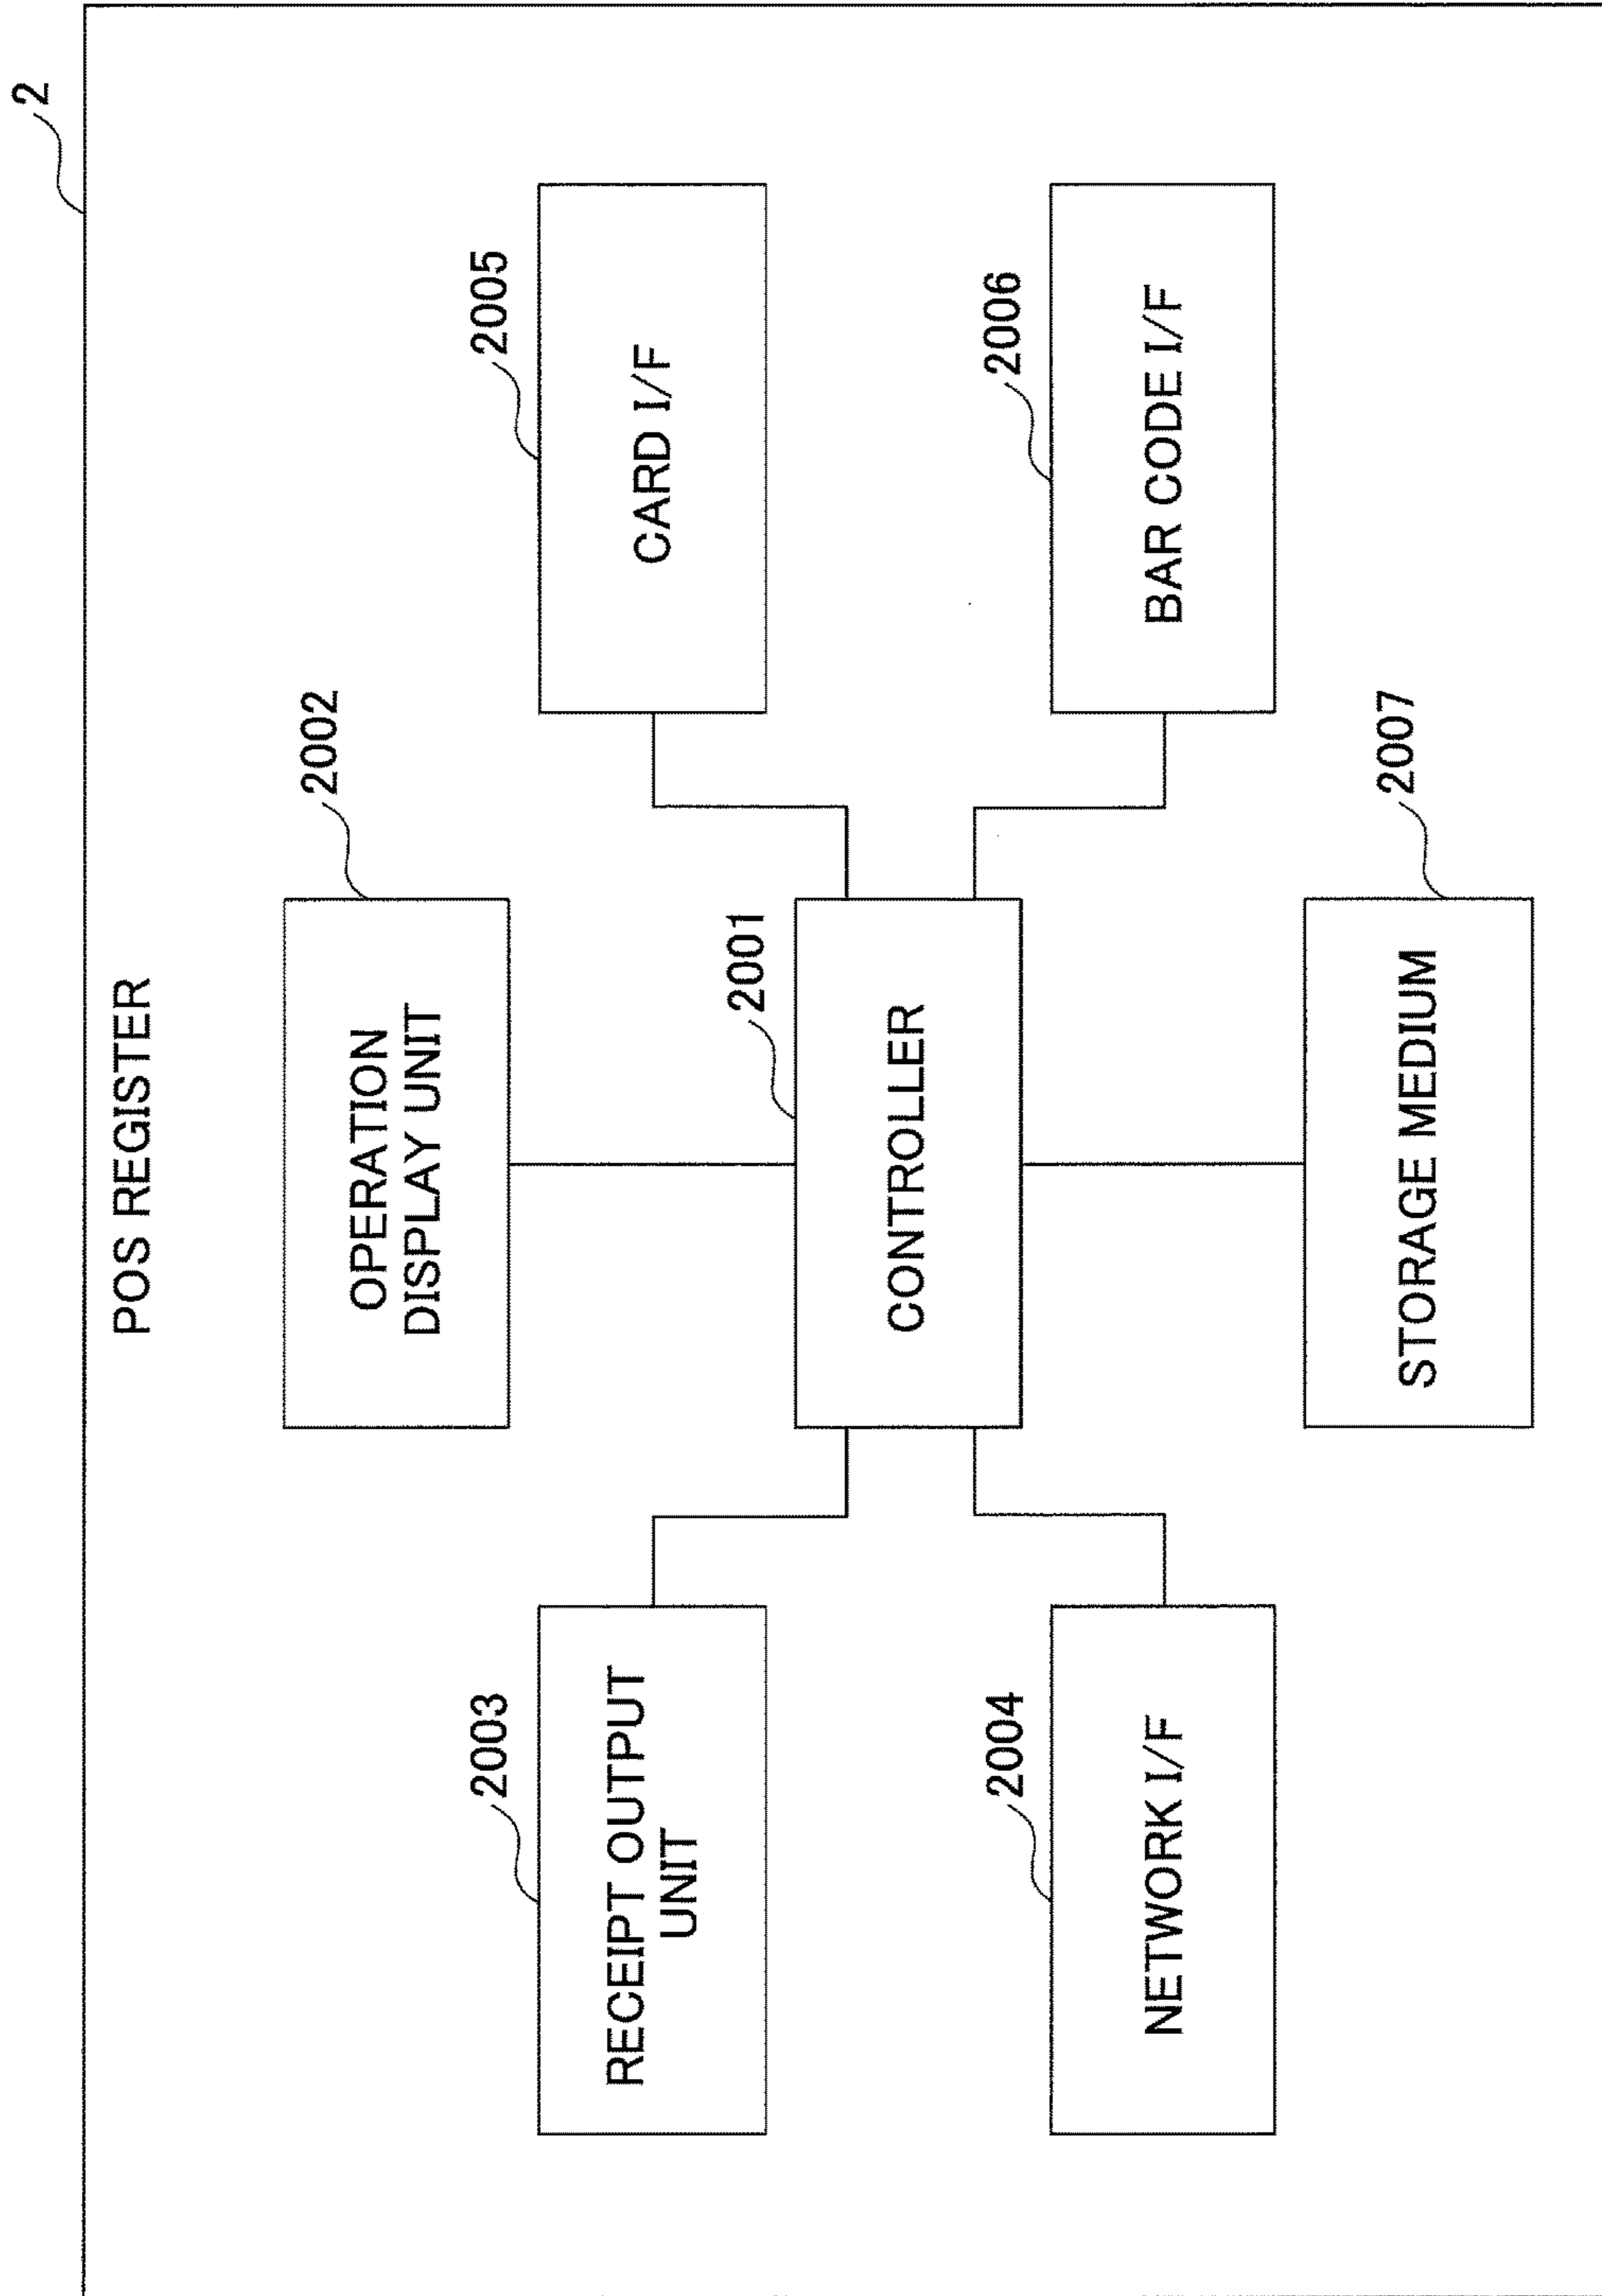 2
POS REGISTER
2002
OPERATION
DISPLAY UNIT
2003
RECEIPT OUTPUT
UNIT
2005
CARD I/F
2001
CONTROLLER
2004
NETWORK I/F
2006
BAR CODE I/F
2007
STORAGE MEDIUM